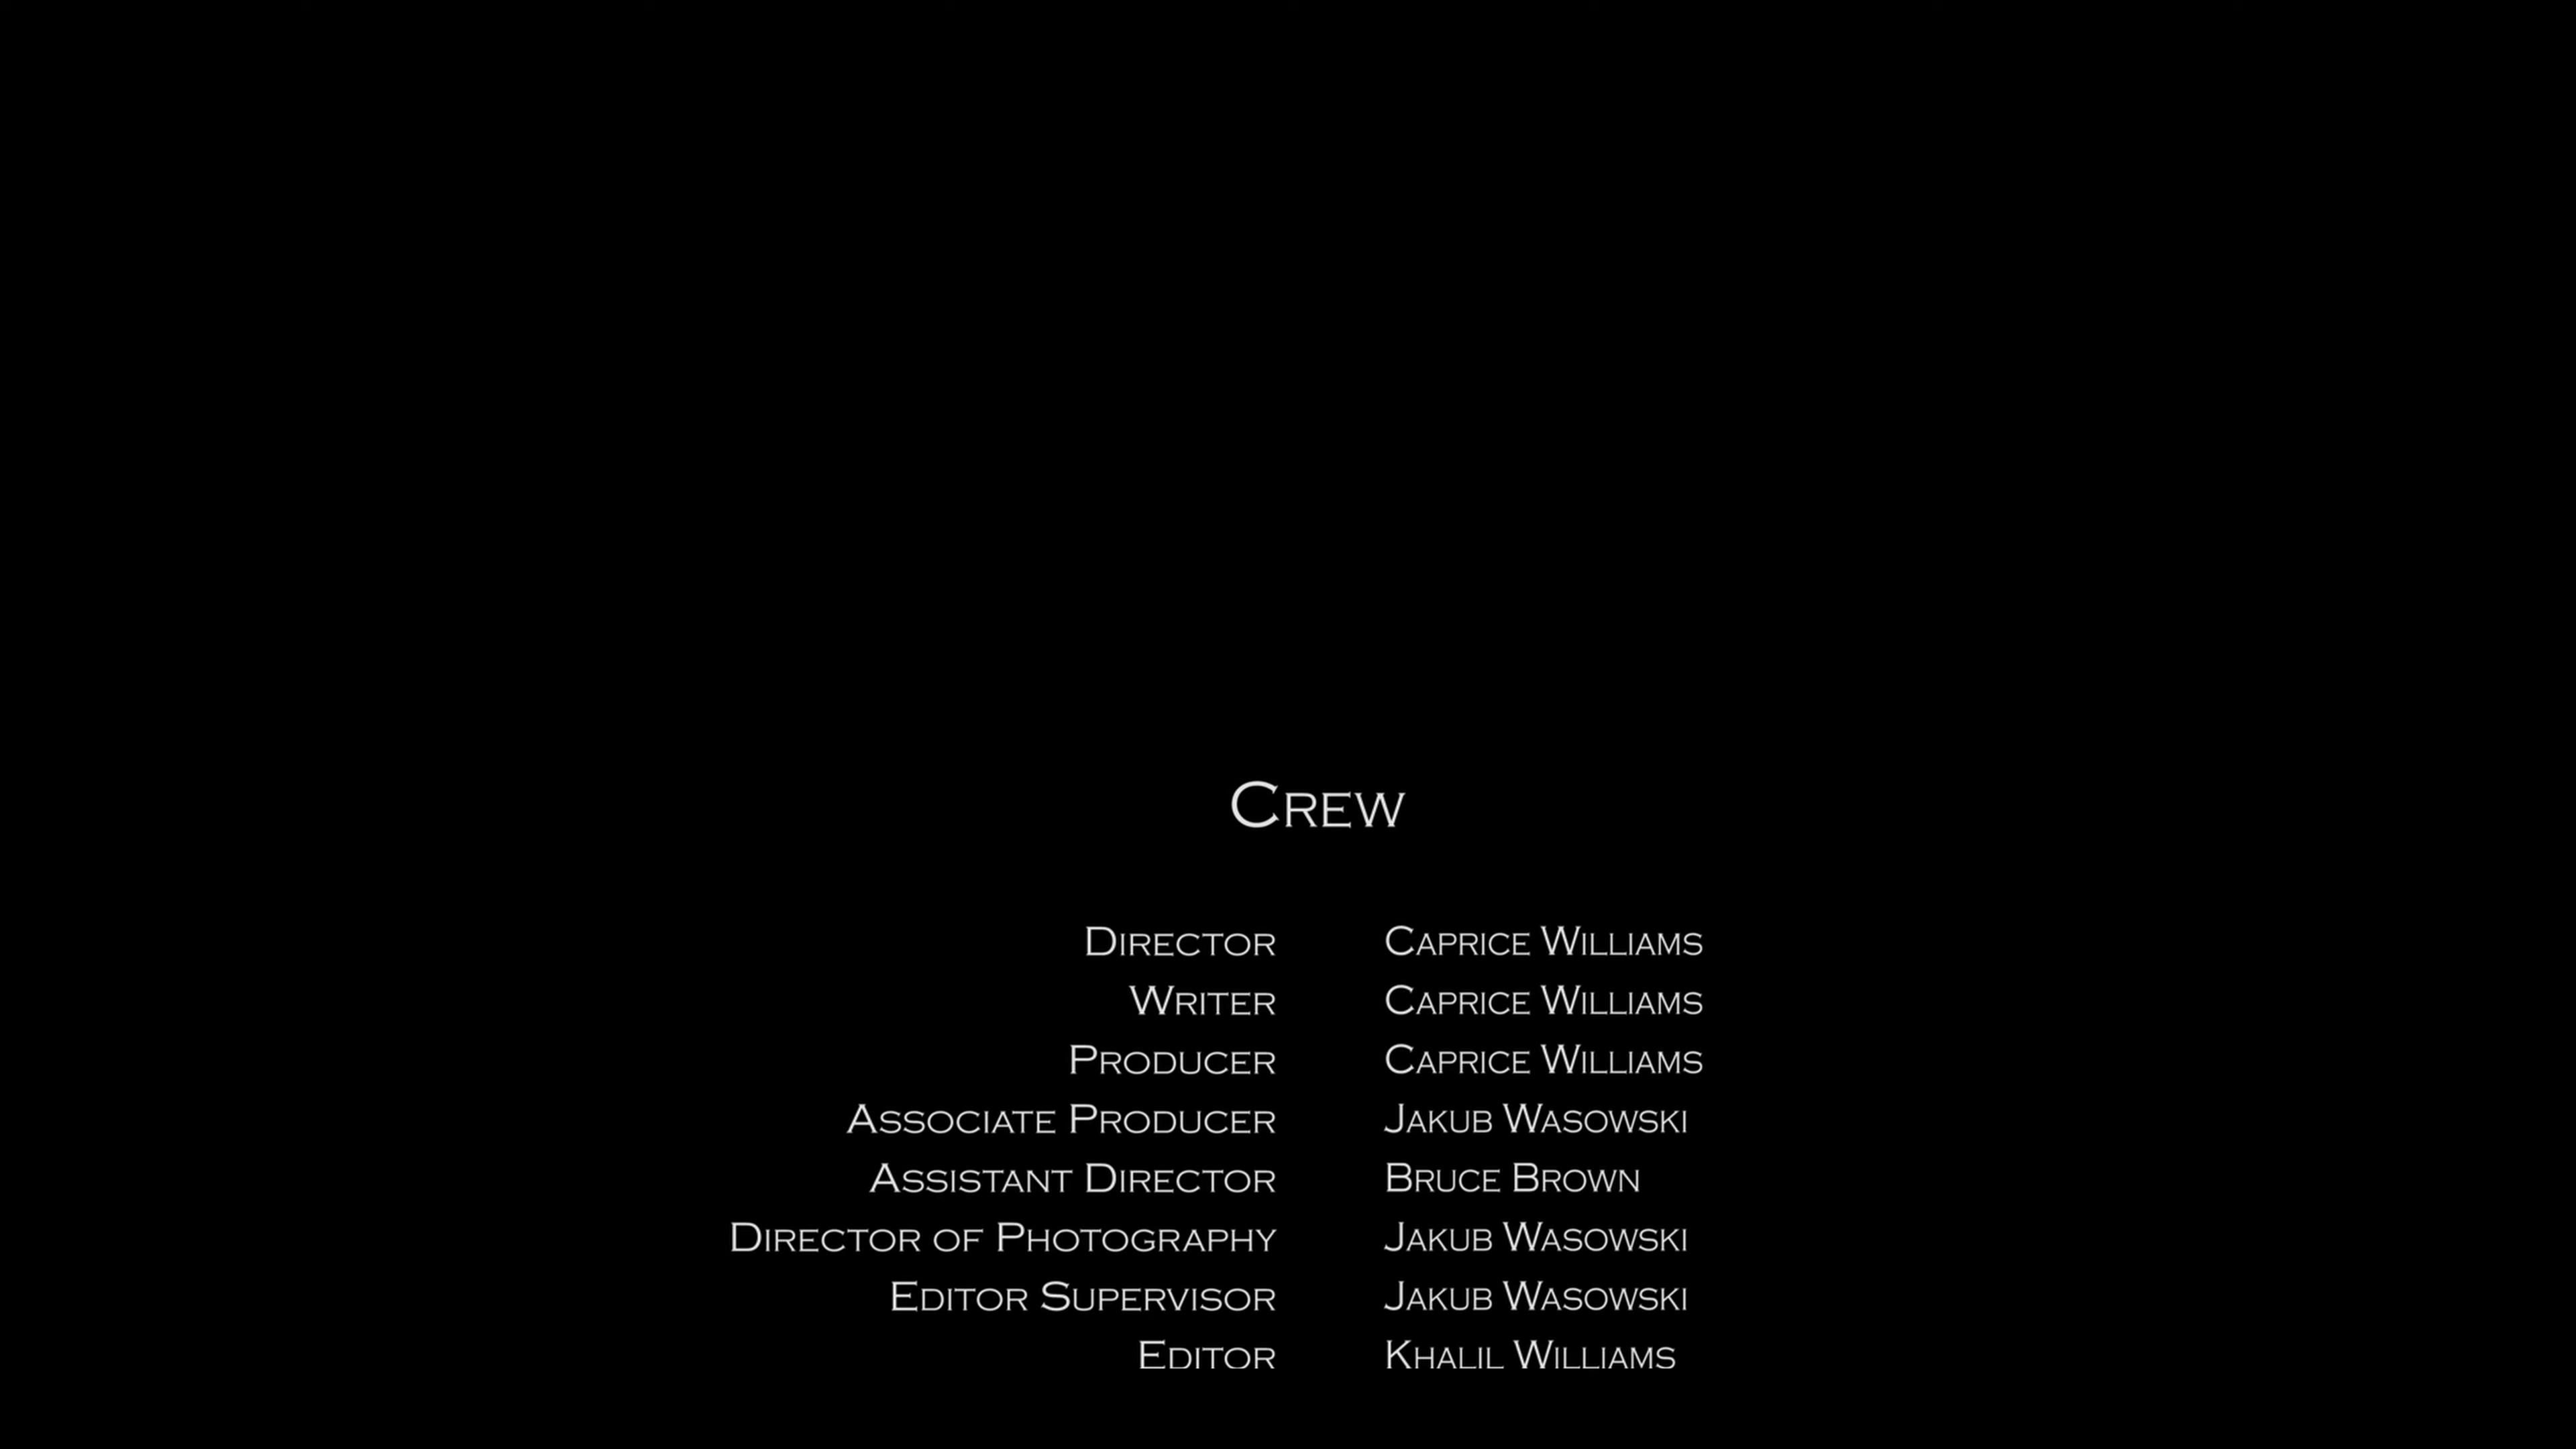 Crew
Director Caprice Williams
Writer Caprice Williams
Producer Caprice Williams
Associate Producer Jakub Wasowski
Assistant Director Bruce Brown
Director of Photography Jakub Wasowski
Editor Supervisor Jakub Wasowski
Editor Khalil Williams